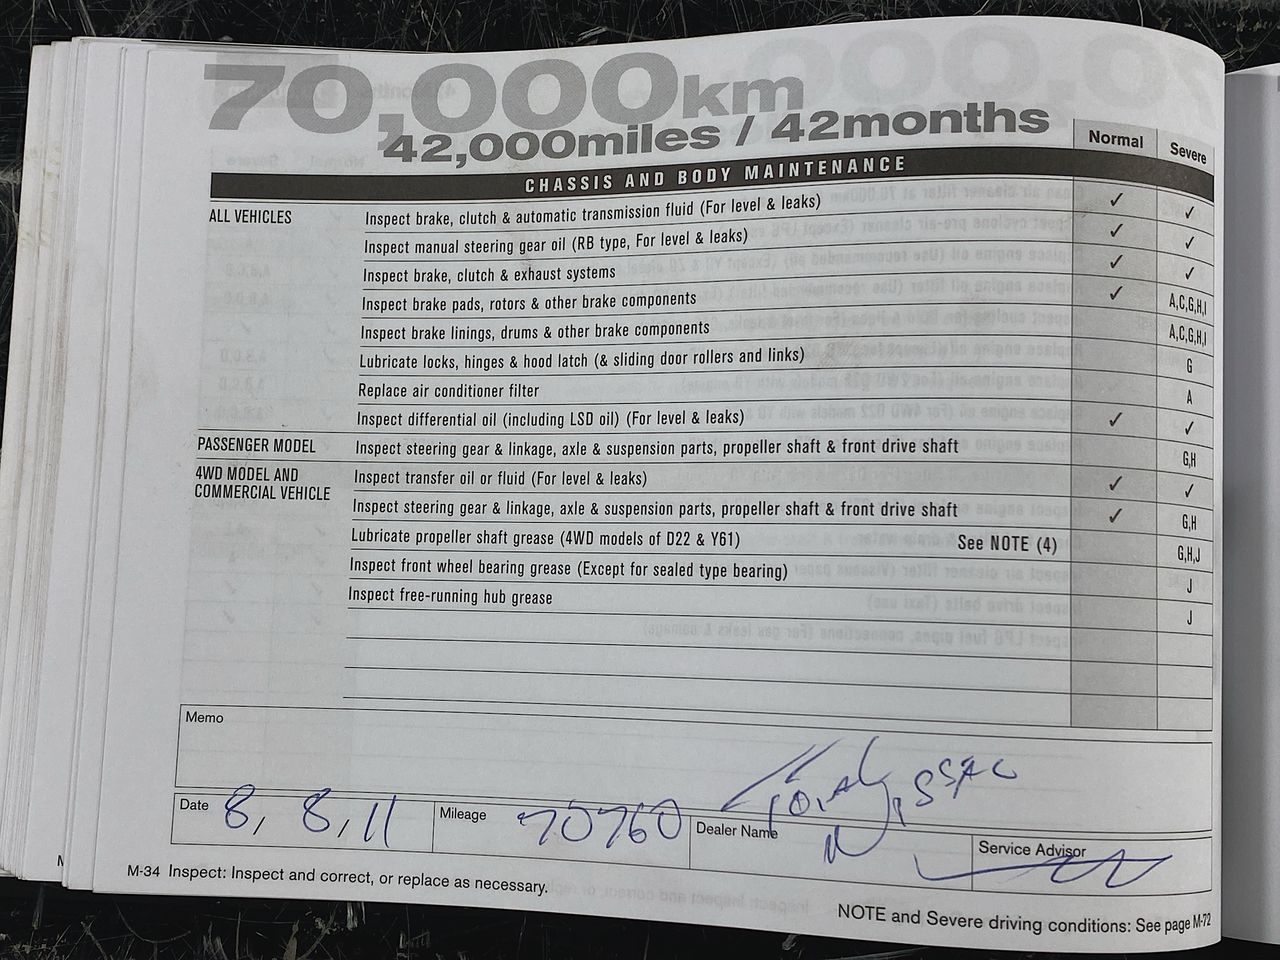 70,000km
42,000miles / 42months
Normal Severe
CHASSIS AND BODY MAINTENANCE
ALL VEHICLES Inspect brake, clutch & automatic transmission fluid (For level & leaks) ✓ ✓
Inspect manual steering gear oil (RB type, For level & leaks) ✓ ✓
Inspect brake, clutch & exhaust systems ✓ ✓
Inspect brake pads, rotors & other brake components ✓ A,C,G,H,I
Inspect brake linings, drums & other brake components A,C,G,H,I
Lubricate locks, hinges & hood latch (& sliding door rollers and links) G
Replace air conditioner filter A
Inspect differential oil (including LSD oil) (For level & leaks) ✓ ✓
PASSENGER MODEL Inspect steering gear & linkage, axle & suspension parts, propeller shaft & front drive shaft G,H
4WD MODEL AND Inspect transfer oil or fluid (For level & leaks) ✓ ✓
COMMERCIAL VEHICLE Inspect steering gear & linkage, axle & suspension parts, propeller shaft & front drive shaft ✓ G,H
Lubricate propeller shaft grease (4WD models of D22 & Y61) See NOTE (4) G,H,J
Inspect front wheel bearing grease (Except for sealed type bearing) J
Inspect free-running hub grease J
Memo
Date 8, 8, 11 Mileage 70760 Dealer Name Service Advisor
M-34 Inspect: Inspect and correct, or replace as necessary.
NOTE and Severe driving conditions: See page M-72